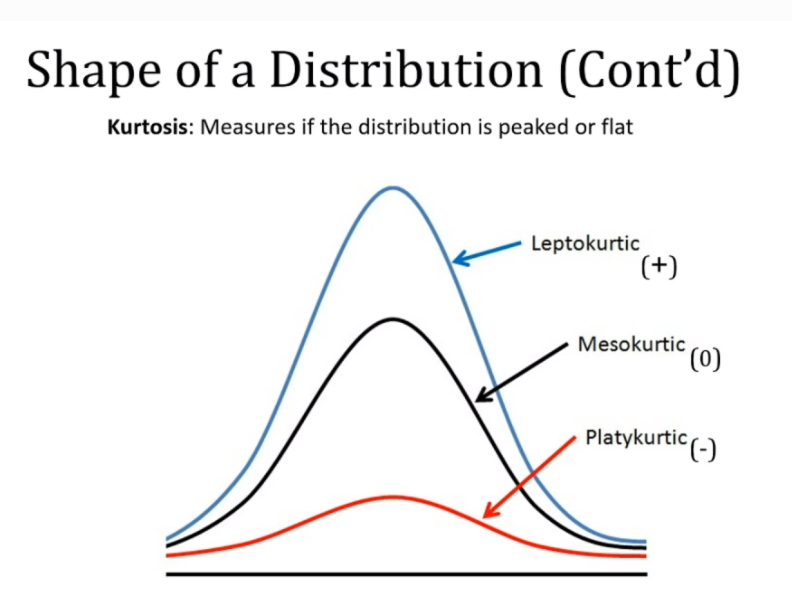 Shape of a Distribution (Cont’d)
Kurtosis: Measures if the distribution is peaked or flat
Leptokurtic
(+)
Mesokurtic (0)
Platykurtic (-)